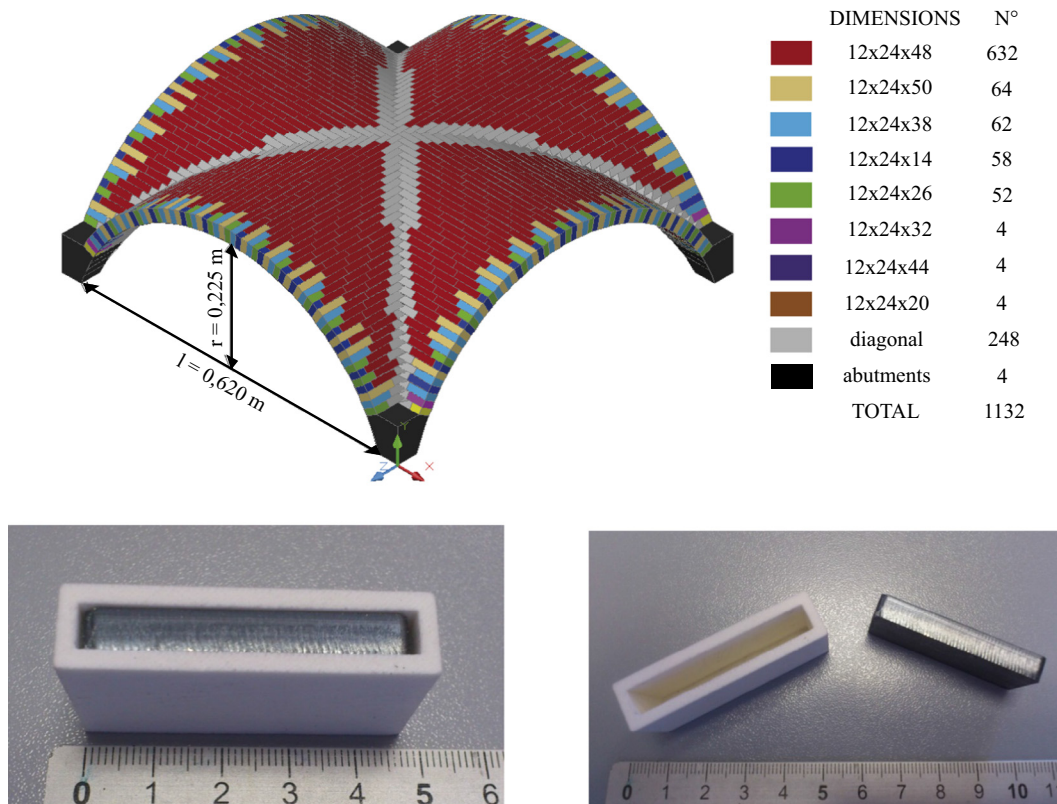 DIMENSIONS N°
12x24x48 632
12x24x50 64
12x24x38 62
12x24x14 58
12x24x26 52
12x24x32 4
12x24x44 4
12x24x20 4
diagonal 248
abutments 4
TOTAL 1132
r = 0,225 m
l = 0,620 m
Y
Z X
0 1 2 3 4 5 6
0 1 2 3 4 5 6 7 8 9 10 1